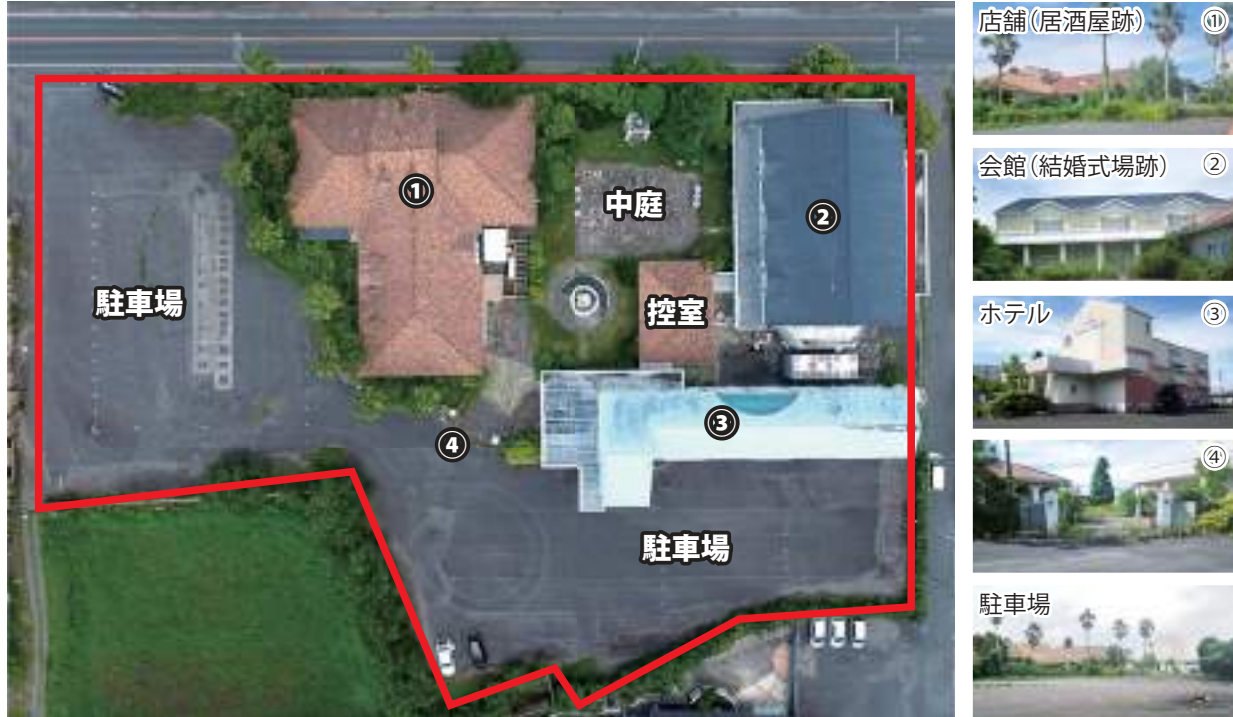 ①
中庭
②
駐車場
控室
③
④
駐車場
店舗(居酒屋跡) ①
会館(結婚式場跡) ②
ホテル ③
④
駐車場